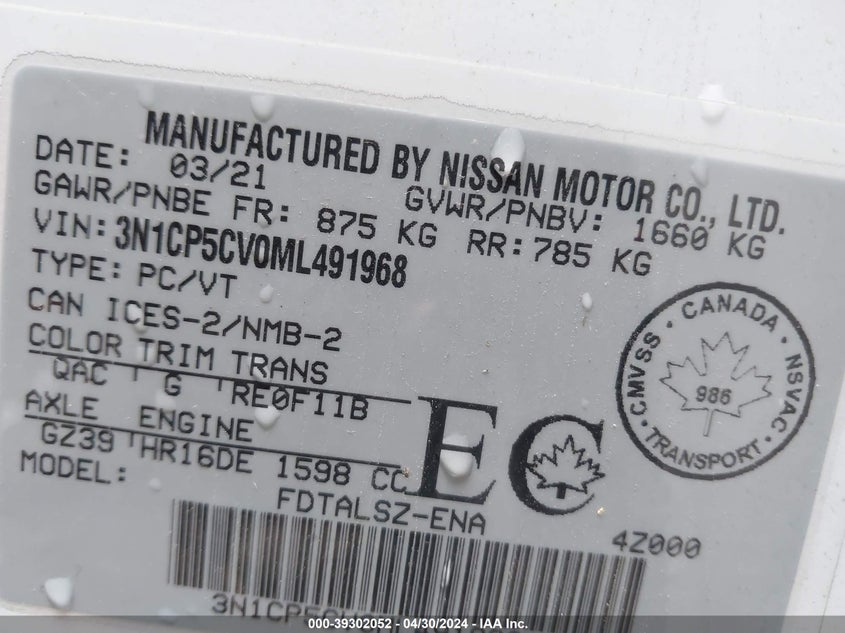 MANUFACTURED BY NISSAN MOTOR CO., LTD.
DATE: 03/21 GVWR/PNBV: 1660 KG
GAWR/PNBE FR: 875 KG RR: 785 KG
VIN: 3N1CP5CV0ML491968
TYPE: PC/VT
CAN ICES-2/NMB-2
COLOR TRIM TRANS
QAC G RE0F11B
AXLE ENGINE
GZ39 HR16DE 1598 CC
MODEL: FDTALSZ-ENA
4Z000
EC
CANADA · NSVAC · TRANSPORT · CMVSS ·
986
000-39302052 - 04/30/2024 - IAA Inc.